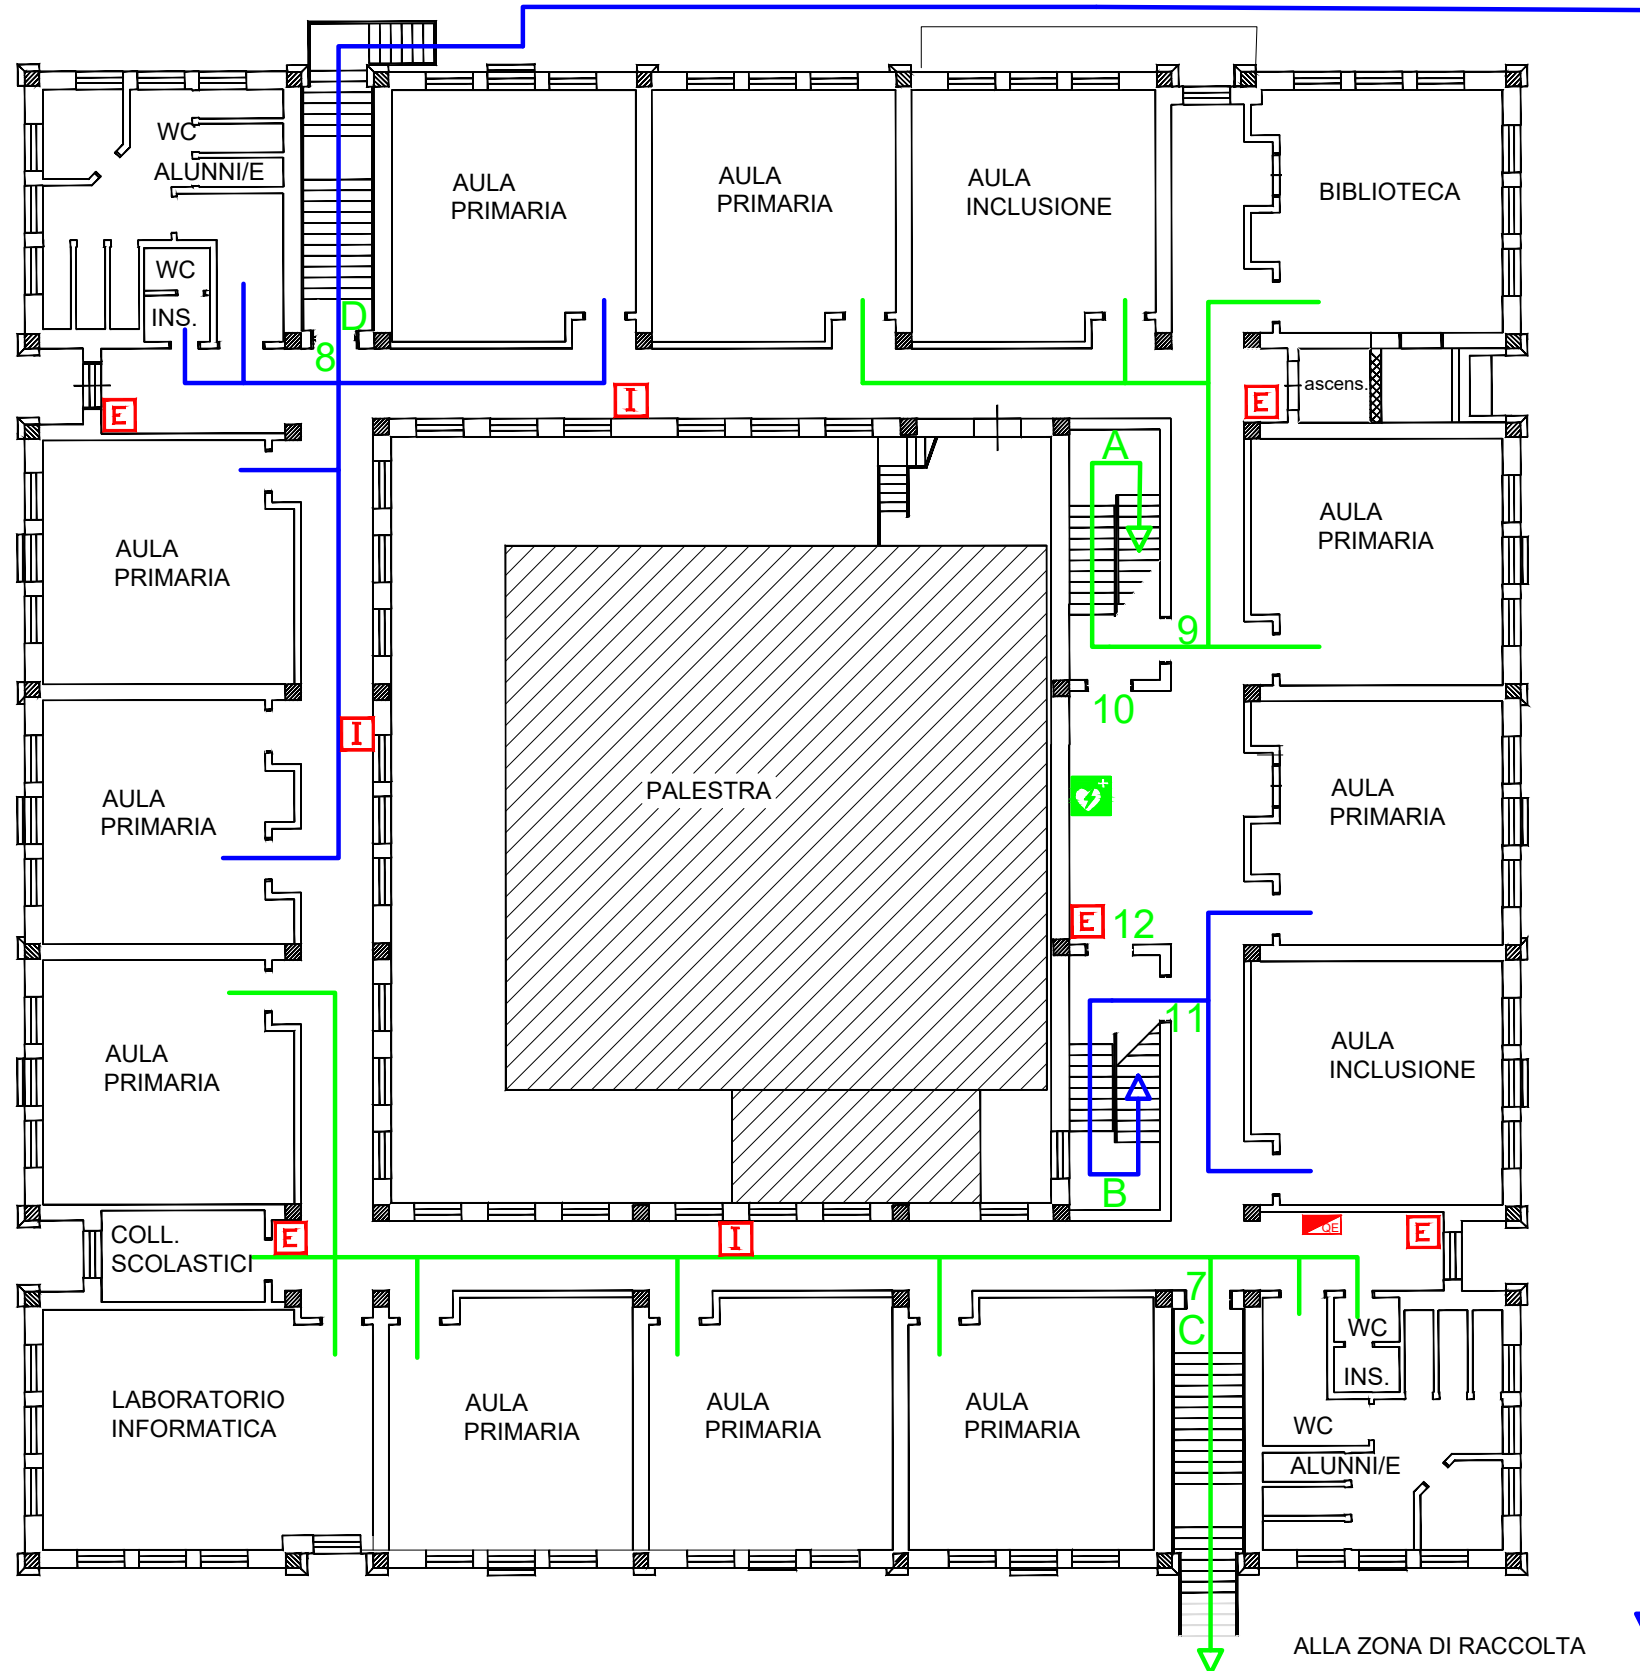 WC
ALUNNI/E
WC
INS.
D
8
AULA
PRIMARIA
AULA
PRIMARIA
AULA
INCLUSIONE
BIBLIOTECA
ascens.
E
I
E
A
AULA
PRIMARIA
AULA
PRIMARIA
9
10
I
AULA
PRIMARIA
PALESTRA
AULA
PRIMARIA
E
12
11
AULA
PRIMARIA
AULA
INCLUSIONE
B
COLL.
SCOLASTICI
E
I
QE
E
7
C
WC
INS.
WC
ALUNNI/E
LABORATORIO
INFORMATICA
AULA
PRIMARIA
AULA
PRIMARIA
AULA
PRIMARIA
ALLA ZONA DI RACCOLTA